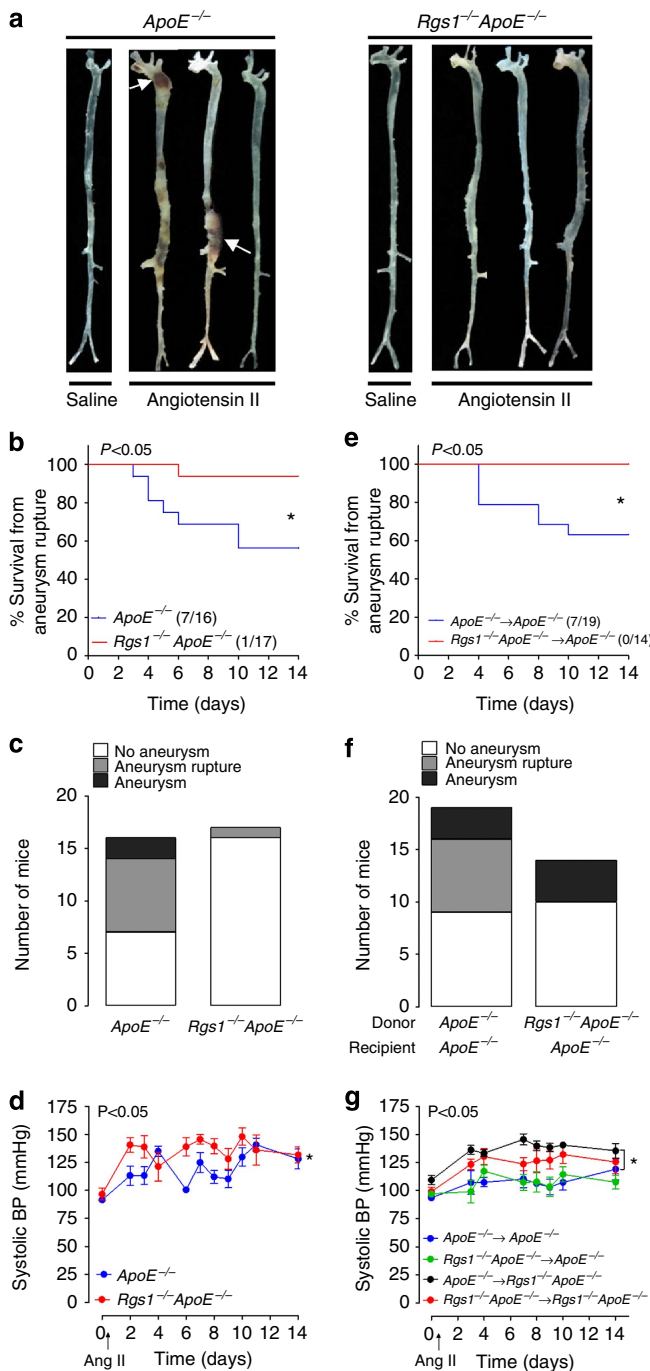 a
ApoE−/−
Rgs1−/−ApoE−/−
Saline
Angiotensin II
Saline
Angiotensin II
b
P<0.05
% Survival from
aneurysm rupture
100
80
60
40
20
0
*
ApoE−/− (7/16)
Rgs1−/− ApoE−/− (1/17)
0 2 4 6 8 10 12 14
Time (days)
e
P<0.05
% Survival from
aneurysm rupture
100
80
60
40
20
0
*
ApoE−/−→ApoE−/− (7/19)
Rgs1−/−ApoE−/− →ApoE−/− (0/14)
0 2 4 6 8 10 12 14
Time (days)
c
No aneurysm
Aneurysm rupture
Aneurysm
Number of mice
20
15
10
5
0
ApoE−/−
Rgs1−/−ApoE−/−
f
No aneurysm
Aneurysm rupture
Aneurysm
Number of mice
20
15
10
5
0
Donor ApoE−/− Rgs1−/−ApoE−/−
Recipient ApoE−/− ApoE−/−
d
P<0.05
Systolic BP (mmHg)
175
150
125
100
75
50
25
0
*
ApoE−/−
Rgs1−/−ApoE−/−
0 2 4 6 8 10 12 14
Ang II
Time (days)
g
P<0.05
Systolic BP (mmHg)
175
150
125
100
75
50
25
0
*
ApoE−/−→ApoE−/−
Rgs1−/−ApoE−/−→ApoE−/−
ApoE−/−→Rgs1−/−ApoE−/−
Rgs1−/−ApoE−/−→Rgs1−/−ApoE−/−
0 2 4 6 8 10 12 14
Ang II
Time (days)